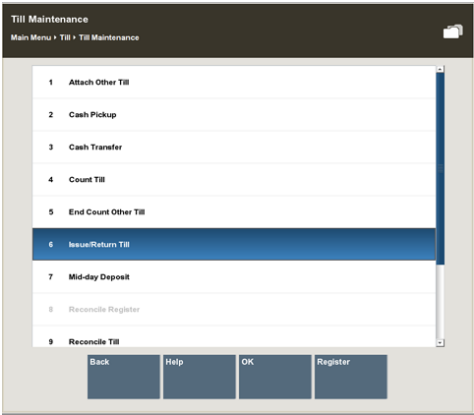 Till Maintenance
Main Menu ▸ Till ▸ Till Maintenance
1 Attach Other Till
2 Cash Pickup
3 Cash Transfer
4 Count Till
5 End Count Other Till
6 Issue/Return Till
7 Mid-day Deposit
8 Reconcile Register
9 Reconcile Till
Back Help OK Register